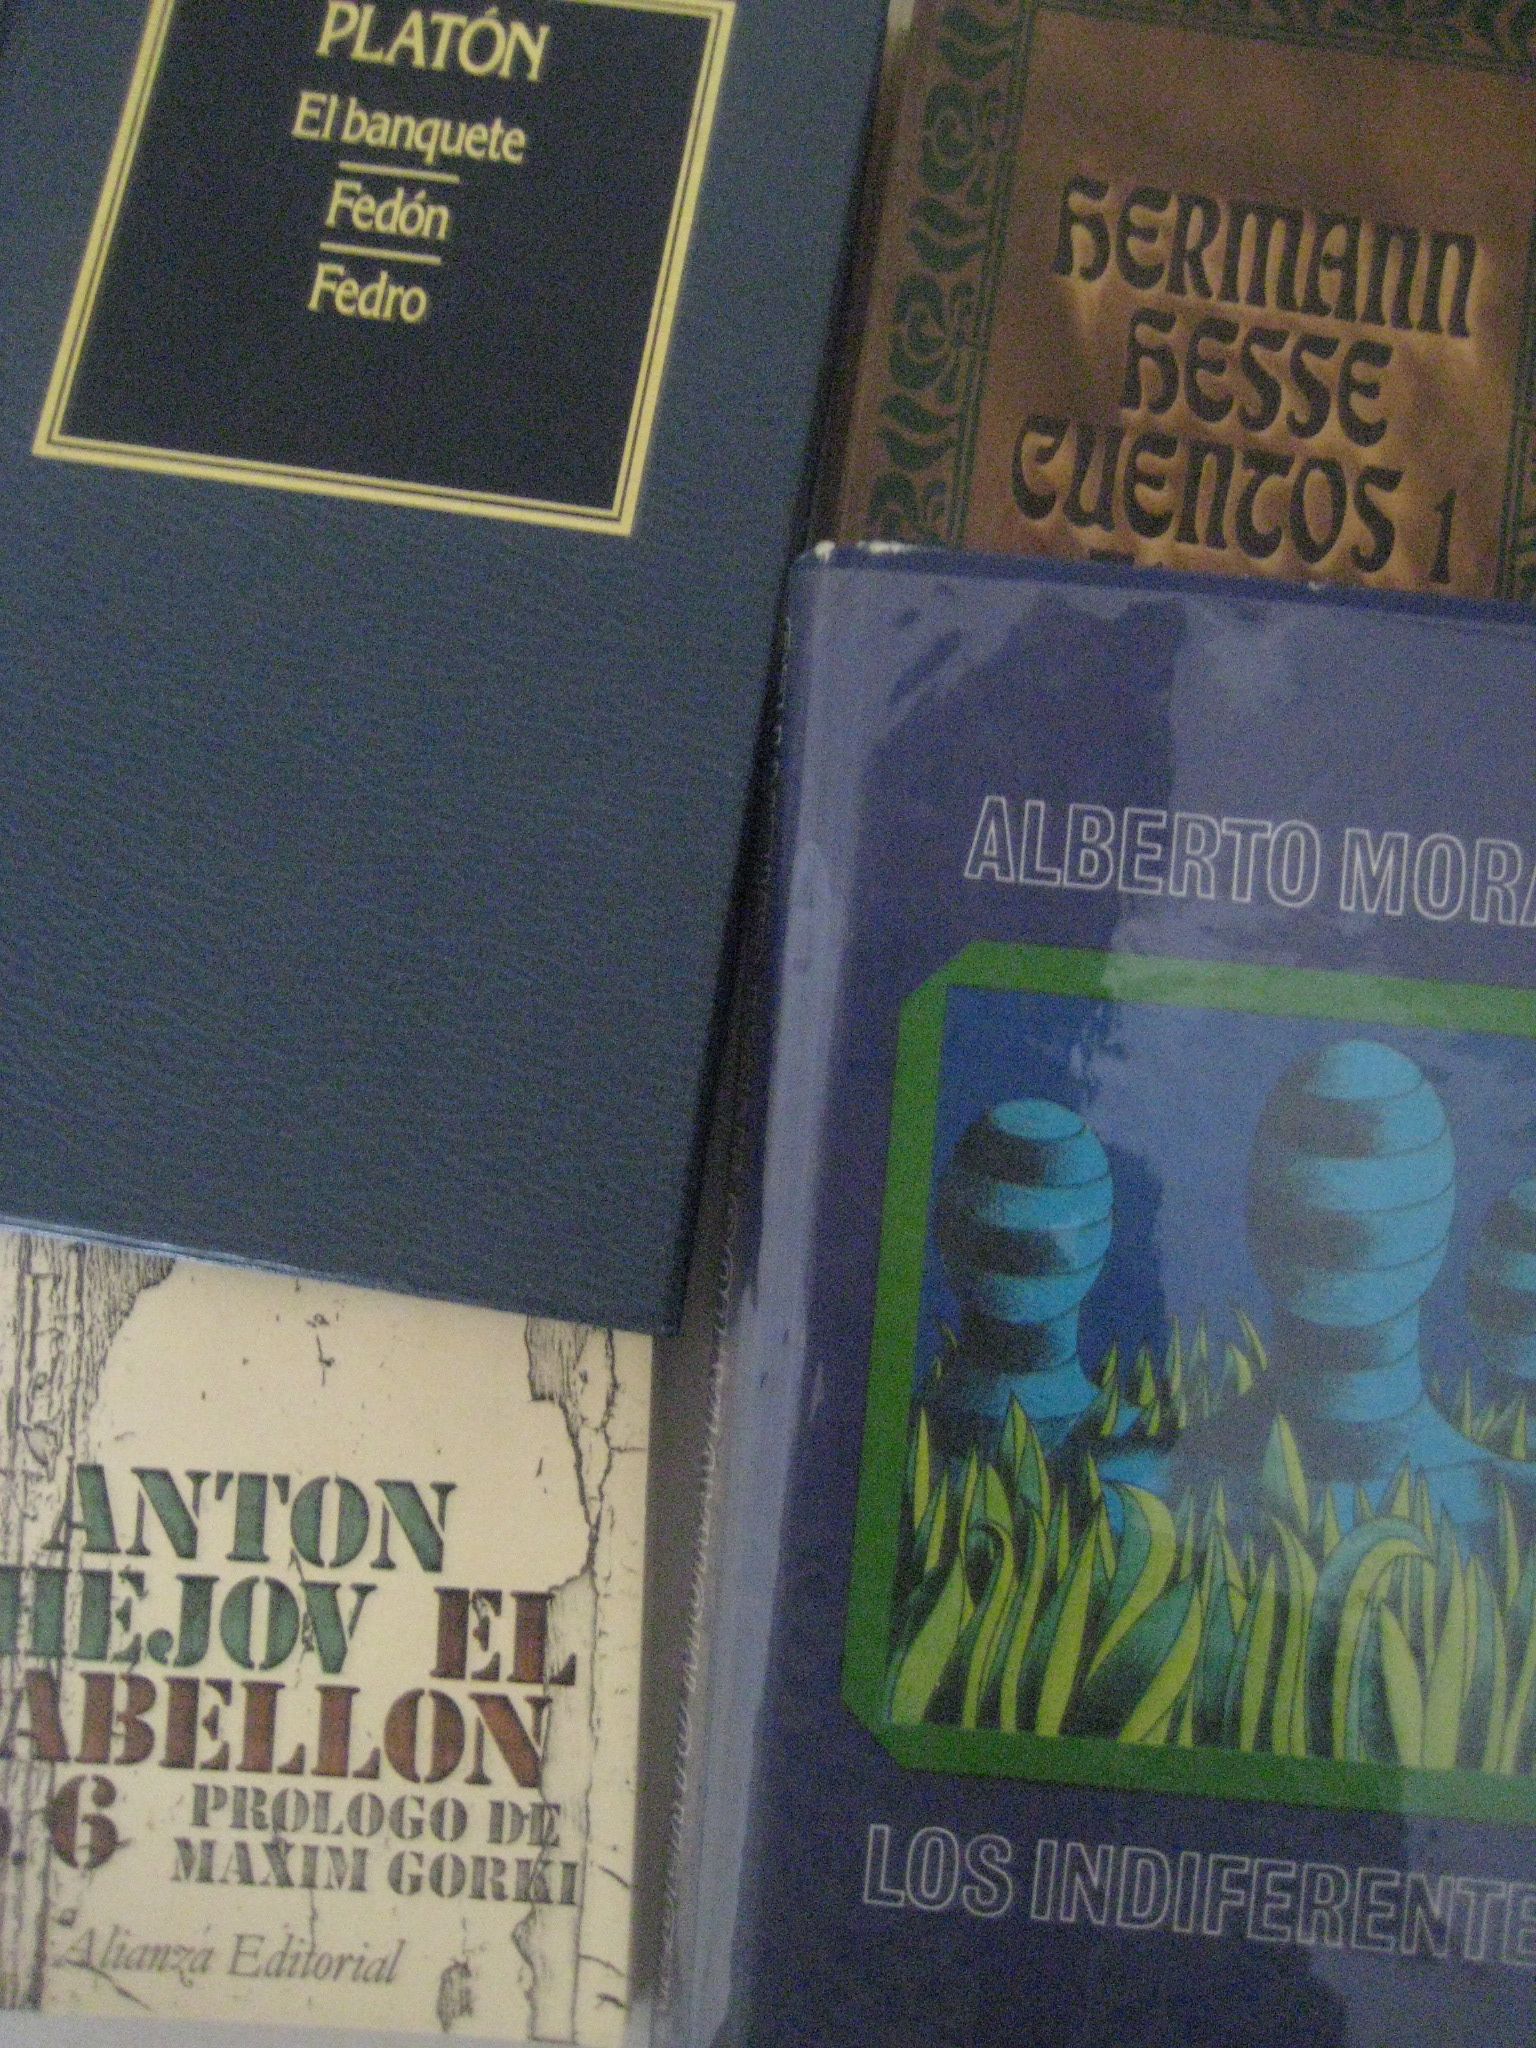 PLATÓN
El banquete
Fedón
Fedro
HERMANN
HESSE
CUENTOS 1
ALBERTO MORA
LOS INDIFERENTE
ANTON
HEJOV EL
ABELLON
6 PROLOGO DE
MAXIM GORKI
Alianza Editorial